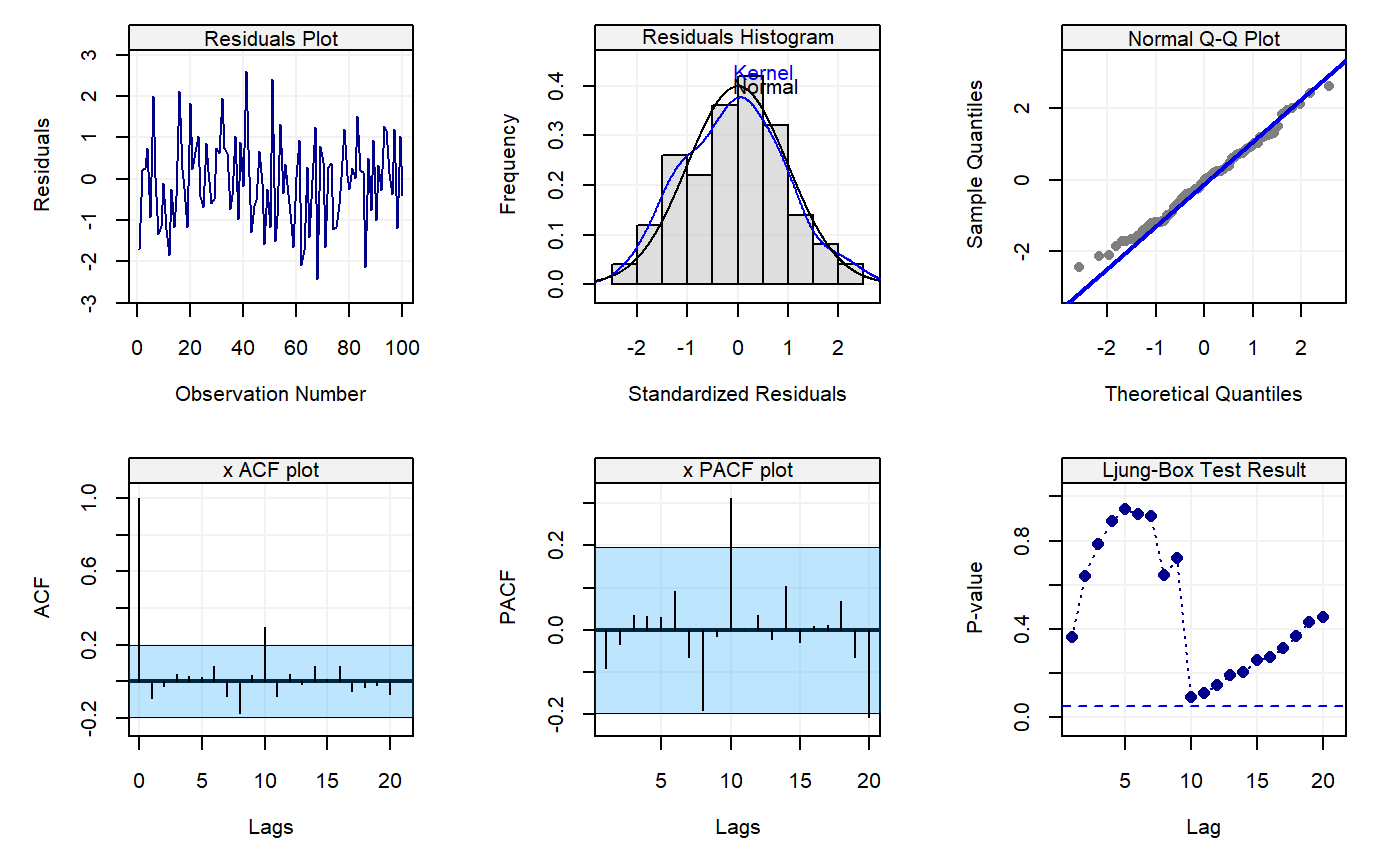 Residuals Plot
Residuals
3
2
1
0
-1
-2
-3
0 20 40 60 80 100
Observation Number
Residuals Histogram
Frequency
0.4
0.3
0.2
0.1
0.0
Kernel
Normal
-2 -1 0 1 2
Standardized Residuals
Normal Q-Q Plot
Sample Quantiles
2
0
-2
-2 -1 0 1 2
Theoretical Quantiles
x ACF plot
ACF
1.0
0.6
0.2
-0.2
0 5 10 15 20
Lags
x PACF plot
PACF
0.2
0.0
-0.2
5 10 15 20
Lags
Ljung-Box Test Result
P-value
0.8
0.4
0.0
5 10 15 20
Lag